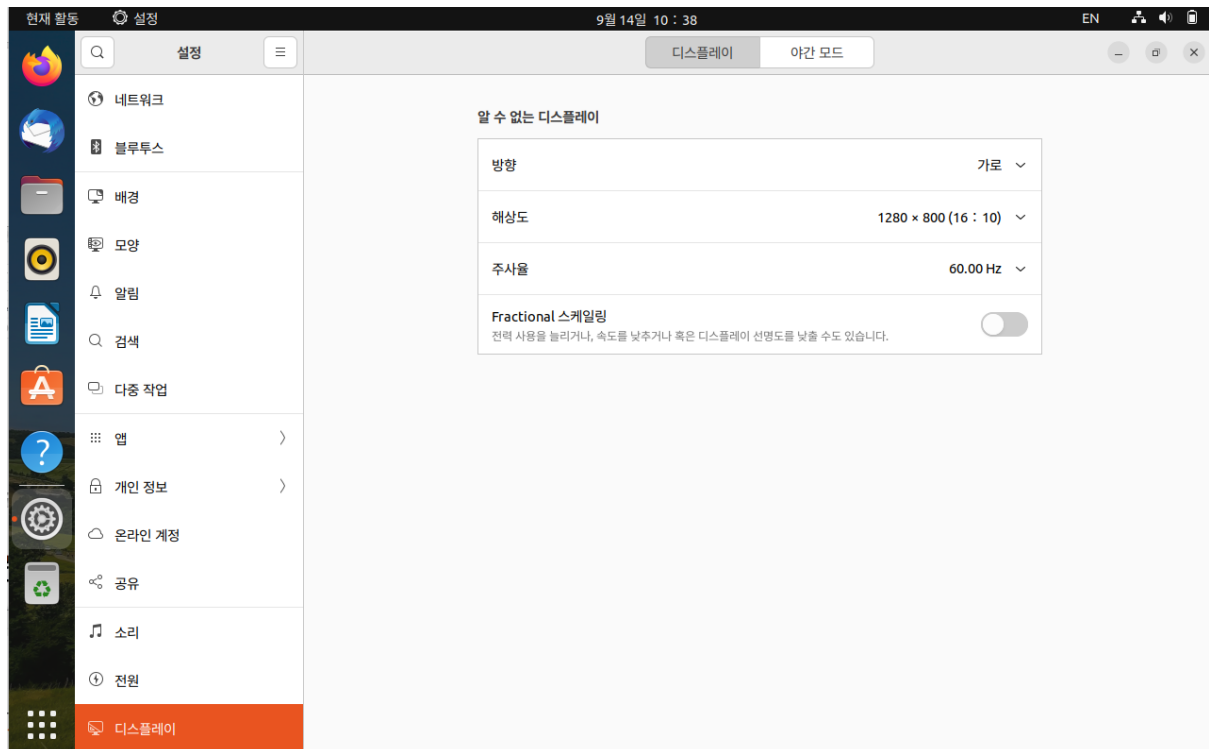 현재 활동 설정 9월 14일 10 : 38 EN
설정 디스플레이 야간 모드
네트워크
블루투스
배경
모양
알림
검색
다중 작업
앱
개인 정보
온라인 계정
공유
소리
전원
디스플레이
알 수 없는 디스플레이
방향 가로
해상도 1280 × 800 (16 : 10)
주사율 60.00 Hz
Fractional 스케일링
전력 사용을 늘리거나, 속도를 낮추거나 혹은 디스플레이 선명도를 낮출 수도 있습니다.